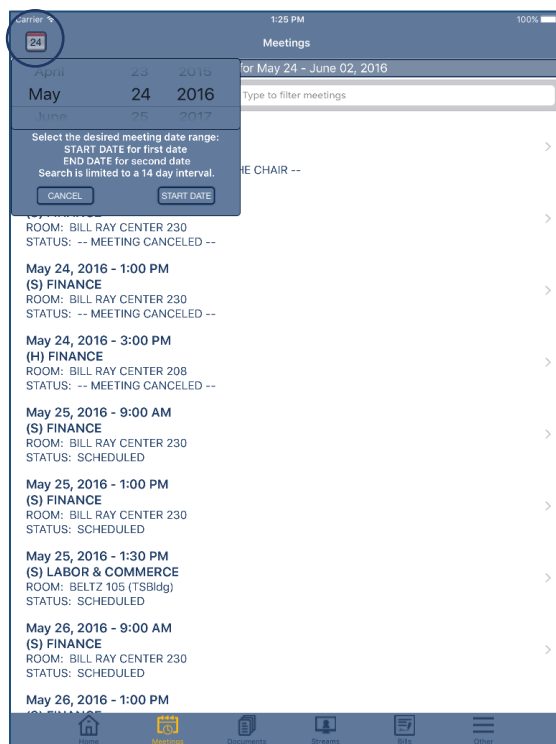 Carrier
1:25 PM
100%
24
Meetings
for May 24 - June 02, 2016
April 23 2015
May 24 2016
June 25 2017
Type to filter meetings
Select the desired meeting date range:
START DATE for first date
END DATE for second date
Search is limited to a 14 day interval.
CANCEL
START DATE
HE CHAIR --
(S) FINANCE
ROOM: BILL RAY CENTER 230
STATUS: -- MEETING CANCELED --
May 24, 2016 - 1:00 PM
(S) FINANCE
ROOM: BILL RAY CENTER 230
STATUS: -- MEETING CANCELED --
May 24, 2016 - 3:00 PM
(H) FINANCE
ROOM: BILL RAY CENTER 208
STATUS: -- MEETING CANCELED --
May 25, 2016 - 9:00 AM
(S) FINANCE
ROOM: BILL RAY CENTER 230
STATUS: SCHEDULED
May 25, 2016 - 1:00 PM
(S) FINANCE
ROOM: BILL RAY CENTER 230
STATUS: SCHEDULED
May 25, 2016 - 1:30 PM
(S) LABOR & COMMERCE
ROOM: BELTZ 105 (TSBldg)
STATUS: SCHEDULED
May 26, 2016 - 9:00 AM
(S) FINANCE
ROOM: BILL RAY CENTER 230
STATUS: SCHEDULED
May 26, 2016 - 1:00 PM
(S) FINANCE
Home
Meetings
Documents
Streams
Bills
Other